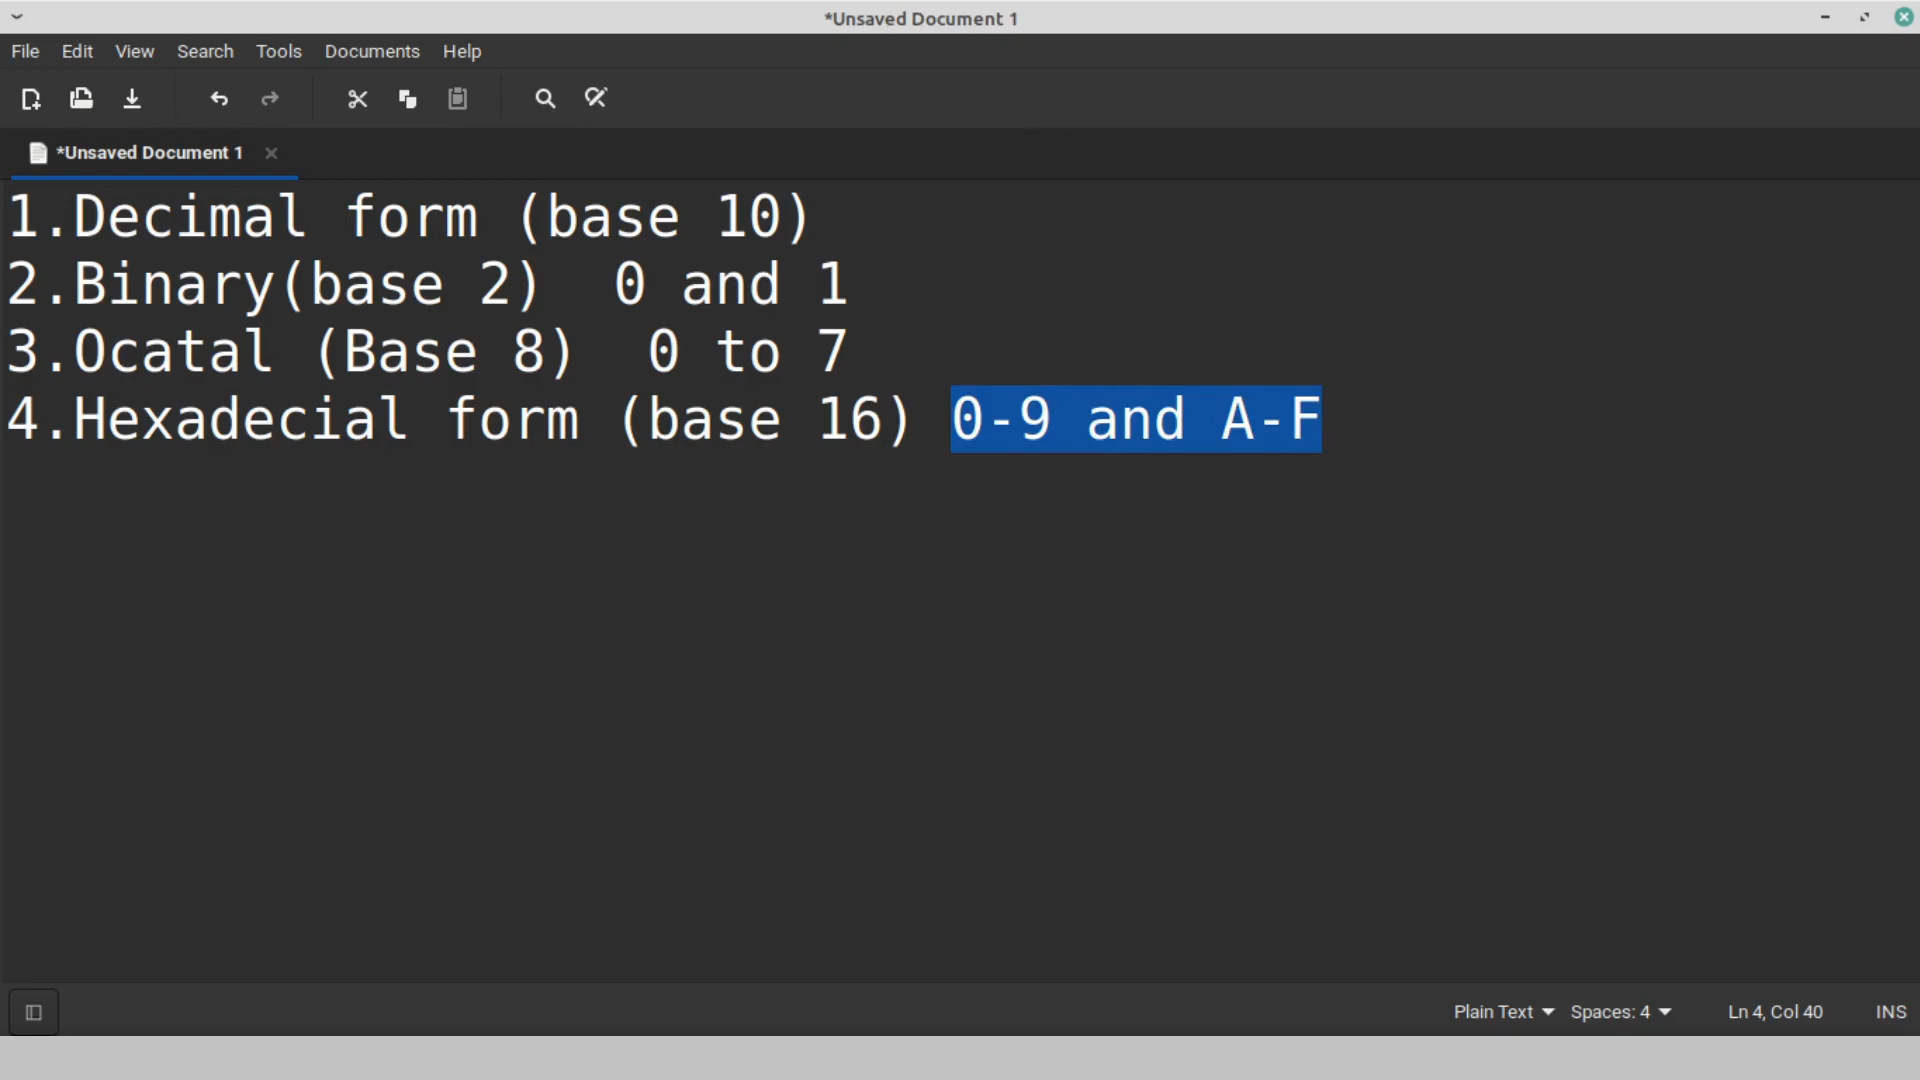 *Unsaved Document 1
File Edit View Search Tools Documents Help
*Unsaved Document 1
1.Decimal form (base 10)
2.Binary(base 2)  0 and 1
3.Ocatal (Base 8)  0 to 7
4.Hexadecial form (base 16) 0-9 and A-F
Plain Text Spaces: 4 Ln 4, Col 40 INS